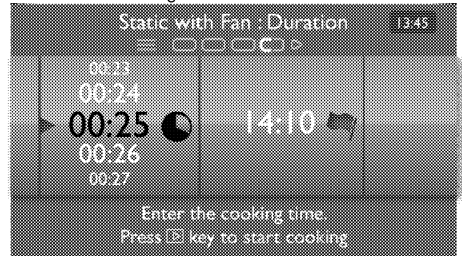 Static with Fan : Duration
13:45
00:23
00:24
00:25
14:10
00:26
00:27
Enter the cooking time.
Press key to start cooking